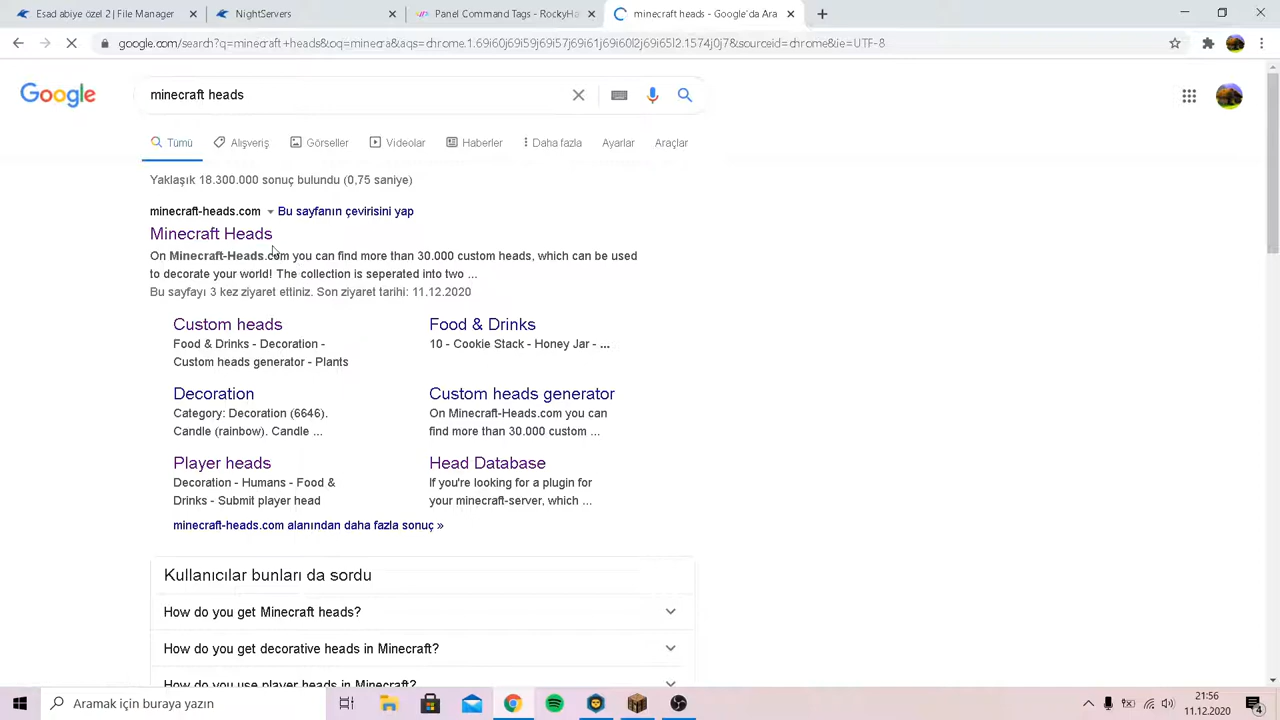 Esad abiye özel 2 | File Manager
NightServers
Panel Command Tags - RockyHa
minecraft heads - Google'da Ara
google.com/search?q=minecraft+heads&oq=minecra&aqs=chrome.1.69i60j69i59j69i57j69i61j69i60l2j69i65l2.1574j0j7&sourceid=chrome&ie=UTF-8
Google
minecraft heads
Tümü
Alışveriş
Görseller
Videolar
Haberler
Daha fazla
Ayarlar
Araçlar
Yaklaşık 18.300.000 sonuç bulundu (0,75 saniye)
minecraft-heads.com Bu sayfanın çevirisini yap
Minecraft Heads
On Minecraft-Heads.com you can find more than 30.000 custom heads, which can be used
to decorate your world! The collection is seperated into two ...
Bu sayfayı 3 kez ziyaret ettiniz. Son ziyaret tarihi: 11.12.2020
Custom heads
Food & Drinks - Decoration -
Custom heads generator - Plants
Food & Drinks
10 - Cookie Stack - Honey Jar - ...
Decoration
Category: Decoration (6646).
Candle (rainbow). Candle ...
Custom heads generator
On Minecraft-Heads.com you can
find more than 30.000 custom ...
Player heads
Decoration - Humans - Food &
Drinks - Submit player head
Head Database
If you're looking for a plugin for
your minecraft-server, which ...
minecraft-heads.com alanından daha fazla sonuç »
Kullanıcılar bunları da sordu
How do you get Minecraft heads?
How do you get decorative heads in Minecraft?
How do you use player heads in Minecraft?
Aramak için buraya yazın
21:56
11.12.2020
4